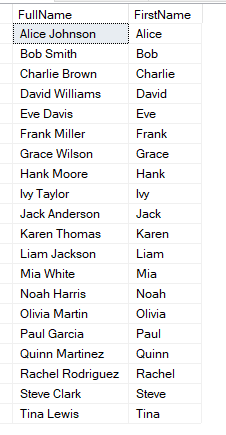 FullName FirstName
Alice Johnson Alice
Bob Smith Bob
Charlie Brown Charlie
David Williams David
Eve Davis Eve
Frank Miller Frank
Grace Wilson Grace
Hank Moore Hank
Ivy Taylor Ivy
Jack Anderson Jack
Karen Thomas Karen
Liam Jackson Liam
Mia White Mia
Noah Harris Noah
Olivia Martin Olivia
Paul Garcia Paul
Quinn Martinez Quinn
Rachel Rodriguez Rachel
Steve Clark Steve
Tina Lewis Tina